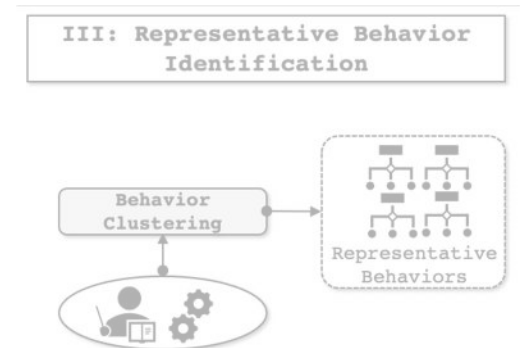 III: Representative Behavior
Identification
Behavior
Clustering
Representative
Behaviors